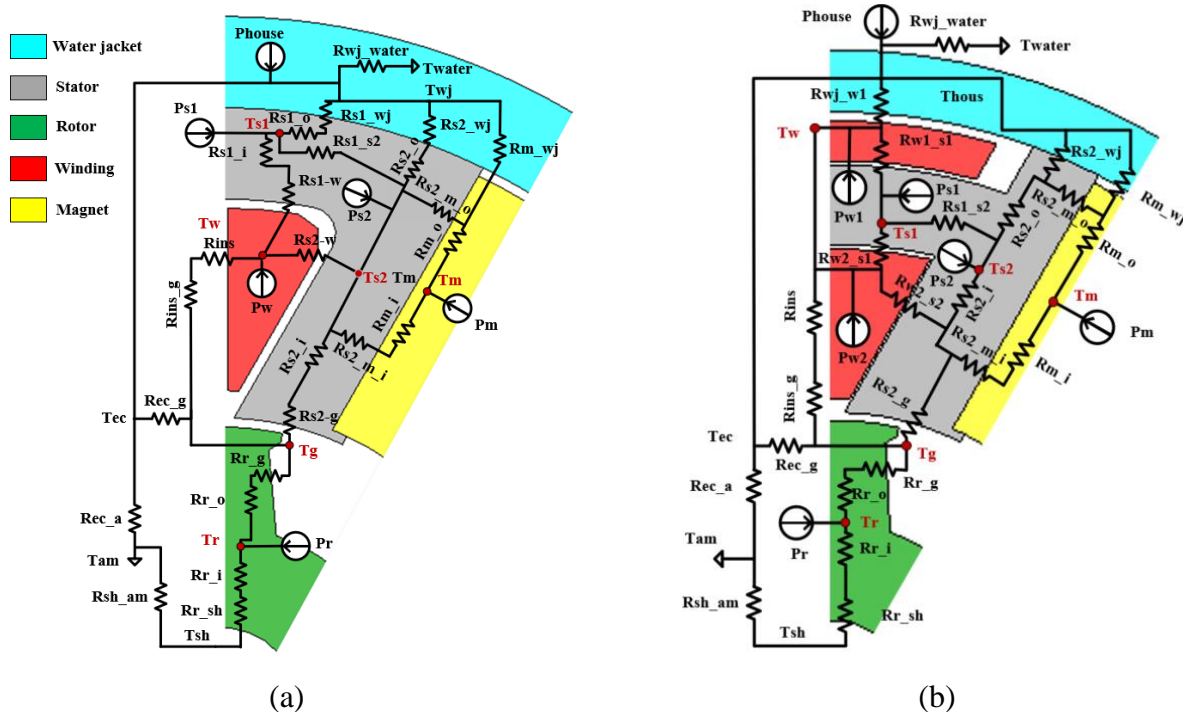 Water jacket
Stator
Rotor
Winding
Magnet
Phouse
Rwj_water
Twater
Twj
Ps1
Ts1
Rs1_o
Rs1_wj
Rs2_wj
Rm_wj
Rs1_i
Rs1_s2
Rs2_o
Rs1-w
Ps2
Rs2_m_o
Tw
Rins
Rs2-w
Rm_o
Ts2
Tm
Tm
Rins_g
Pw
Rm_i
Pm
Rs2_i
Rs2_m_i
Tec
Rec_g
Rs2-g
Tg
Rr_g
Rr_o
Rec_a
Tr
Pr
Tam
Rr_i
Rsh_am
Rr_sh
Tsh
(a)
Phouse
Rwj_water
Twater
Rwj_w1
Thous
Tw
Rw1_s1
Rs2_wj
Pw1
Ps1
Rs1_s2
Rs2_o
Rs2_m_o
Rm_wj
Ts1
Rm_o
Rw2_s1
Ps2
Ts2
Rw2_s2
Rs2_i
Tm
Rins
Pm
Pw2
Rs2_m_i
Rm_i
Rins_g
Rs2_g
Tec
Rec_g
Tg
Rr_g
Rec_a
Rr_o
Tr
Pr
Tam
Rr_i
Rsh_am
Rr_sh
Tsh
(b)